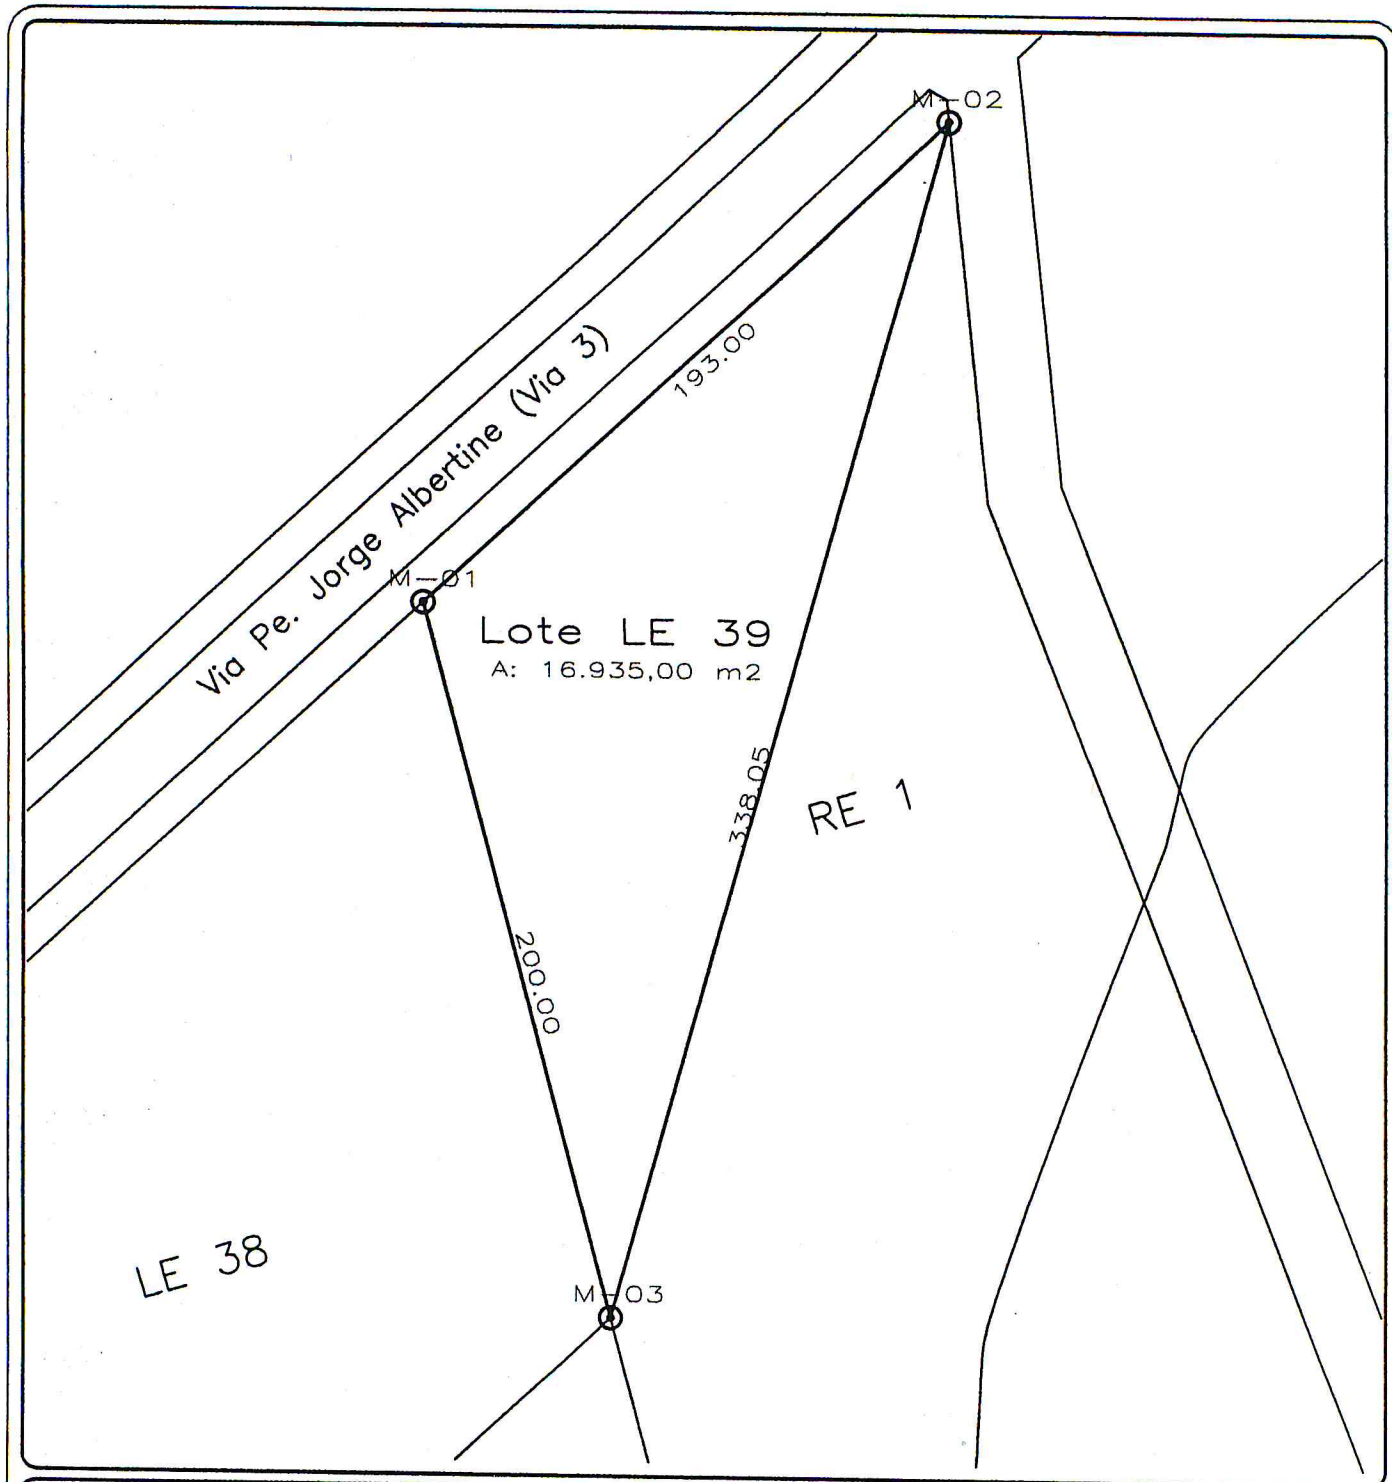 M-02
193.00
Via Pe. Jorge Albertine (Via 3)
M-01
Lote LE 39
A: 16.935,00 m2
338.05
RE 1
200.00
LE 38
M-03